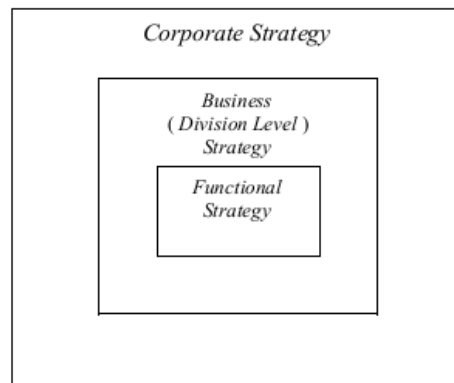 Corporate Strategy
Business
( Division Level )
Strategy
Functional
Strategy